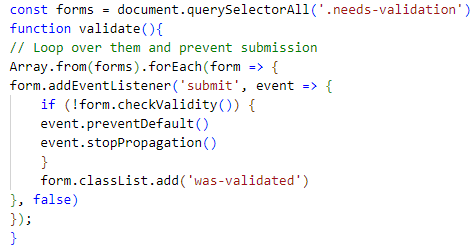 const forms = document.querySelectorAll('.needs-validation')
function validate(){
// Loop over them and prevent submission
Array.from(forms).forEach(form => {
form.addEventListener('submit', event => {
    if (!form.checkValidity()) {
    event.preventDefault()
    event.stopPropagation()
    }
    form.classList.add('was-validated')
}, false)
});
}